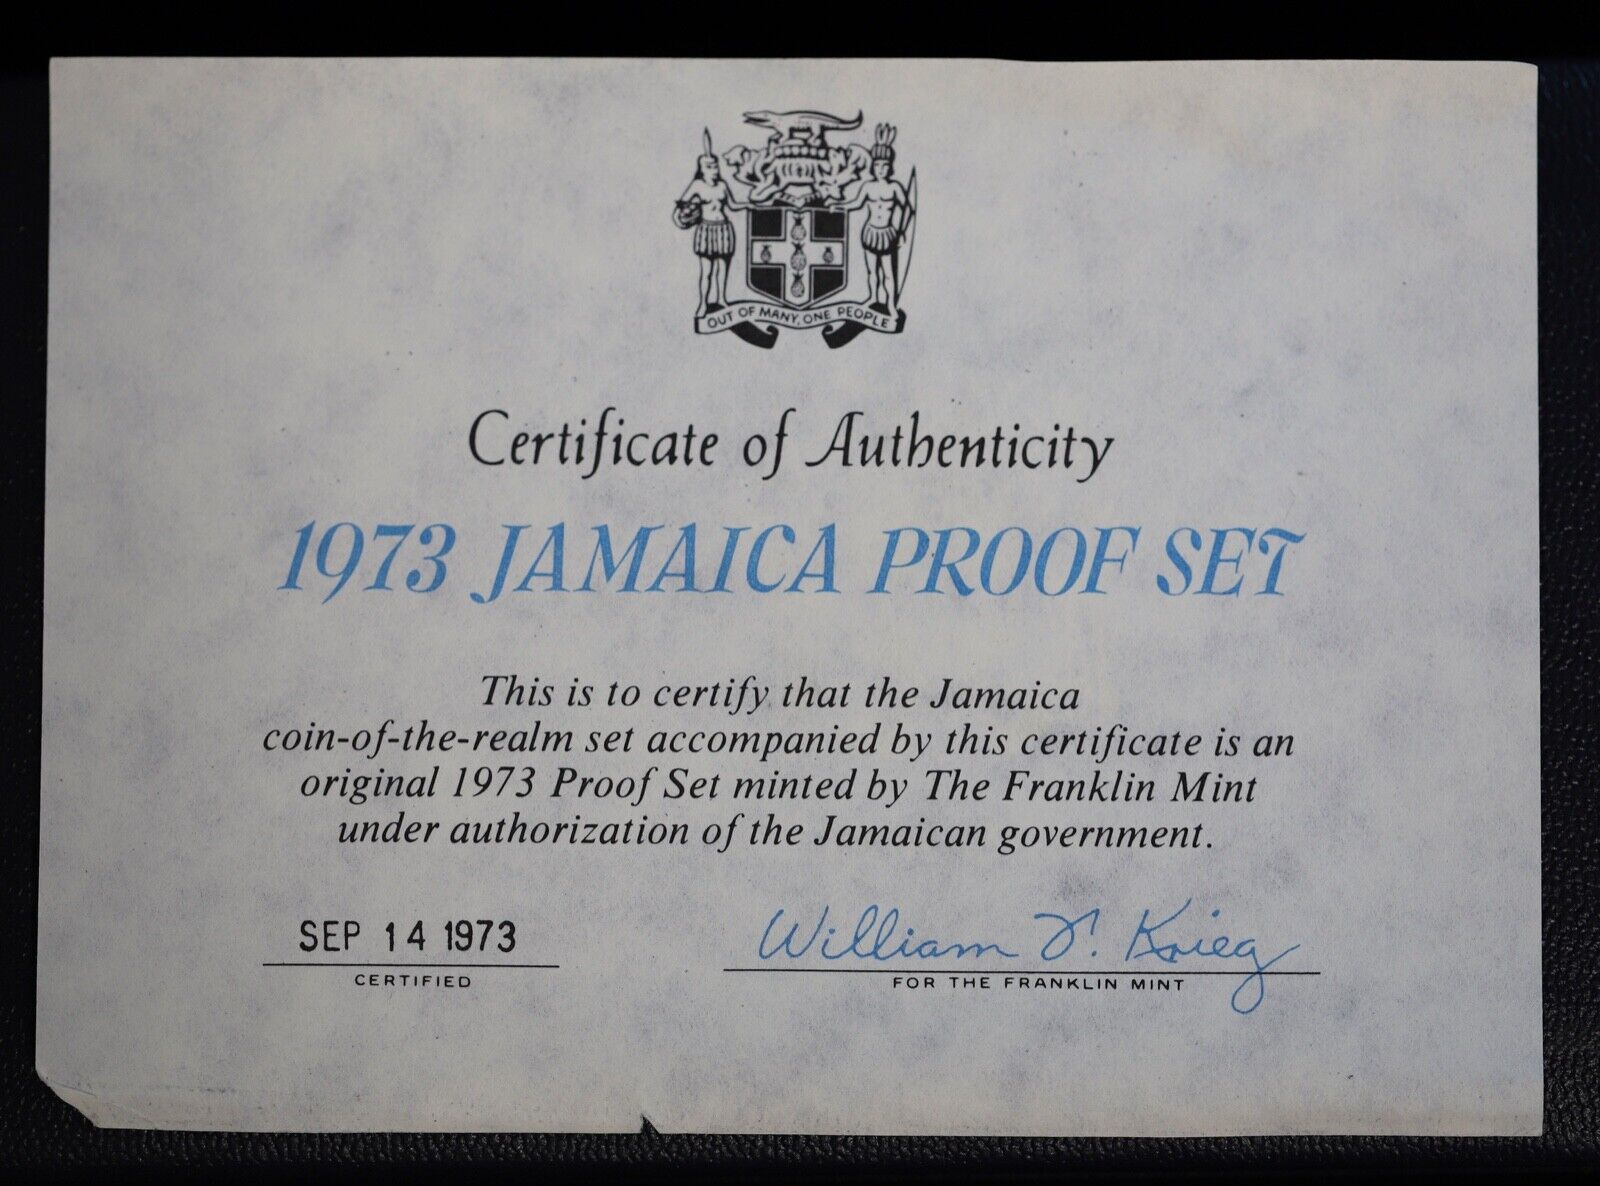 OUT OF MANY, ONE PEOPLE
Certificate of Authenticity
1973 JAMAICA PROOF SET
This is to certify that the Jamaica
coin-of-the-realm set accompanied by this certificate is an
original 1973 Proof Set minted by The Franklin Mint
under authorization of the Jamaican government.
SEP 14 1973
CERTIFIED
William T. Krieg
FOR THE FRANKLIN MINT